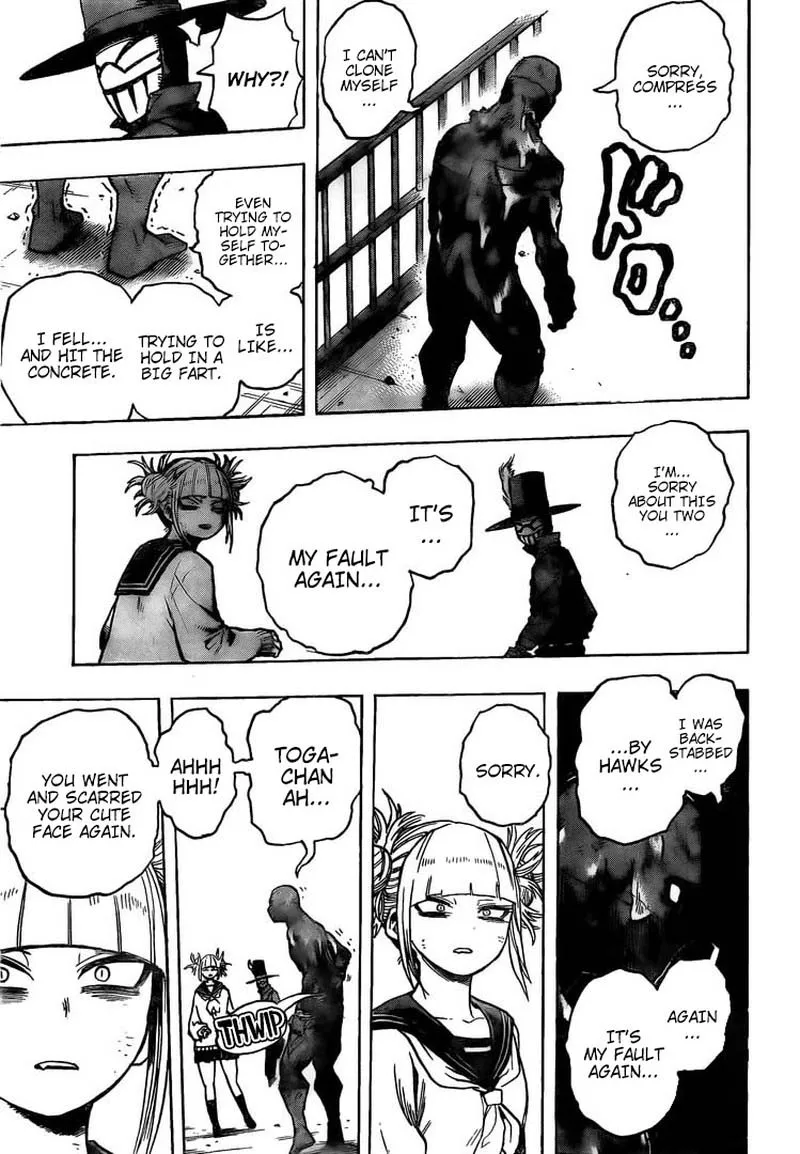 SORRY,
COMPRESS
...
I CAN'T
CLONE
MYSELF
...
ドロ...
WHY?!
EVEN
TRYING TO
HOLD MY-
SELF TO-
GETHER...
IS
LIKE...
TRYING TO
HOLD IN A
BIG FART.
I FELL...
AND HIT THE
CONCRETE.
I'M...
SORRY
ABOUT THIS
YOU TWO
...
IT'S
...
MY FAULT
AGAIN...
I WAS
BACK-
STABBED
...
...BY
HAWKS
...
AGAIN
...
IT'S
MY FAULT
AGAIN...
SORRY.
TOGA-
CHAN
AH...
AHHH
HHH!
THWIP
YOU WENT
AND SCARRED
YOUR CUTE
FACE AGAIN.